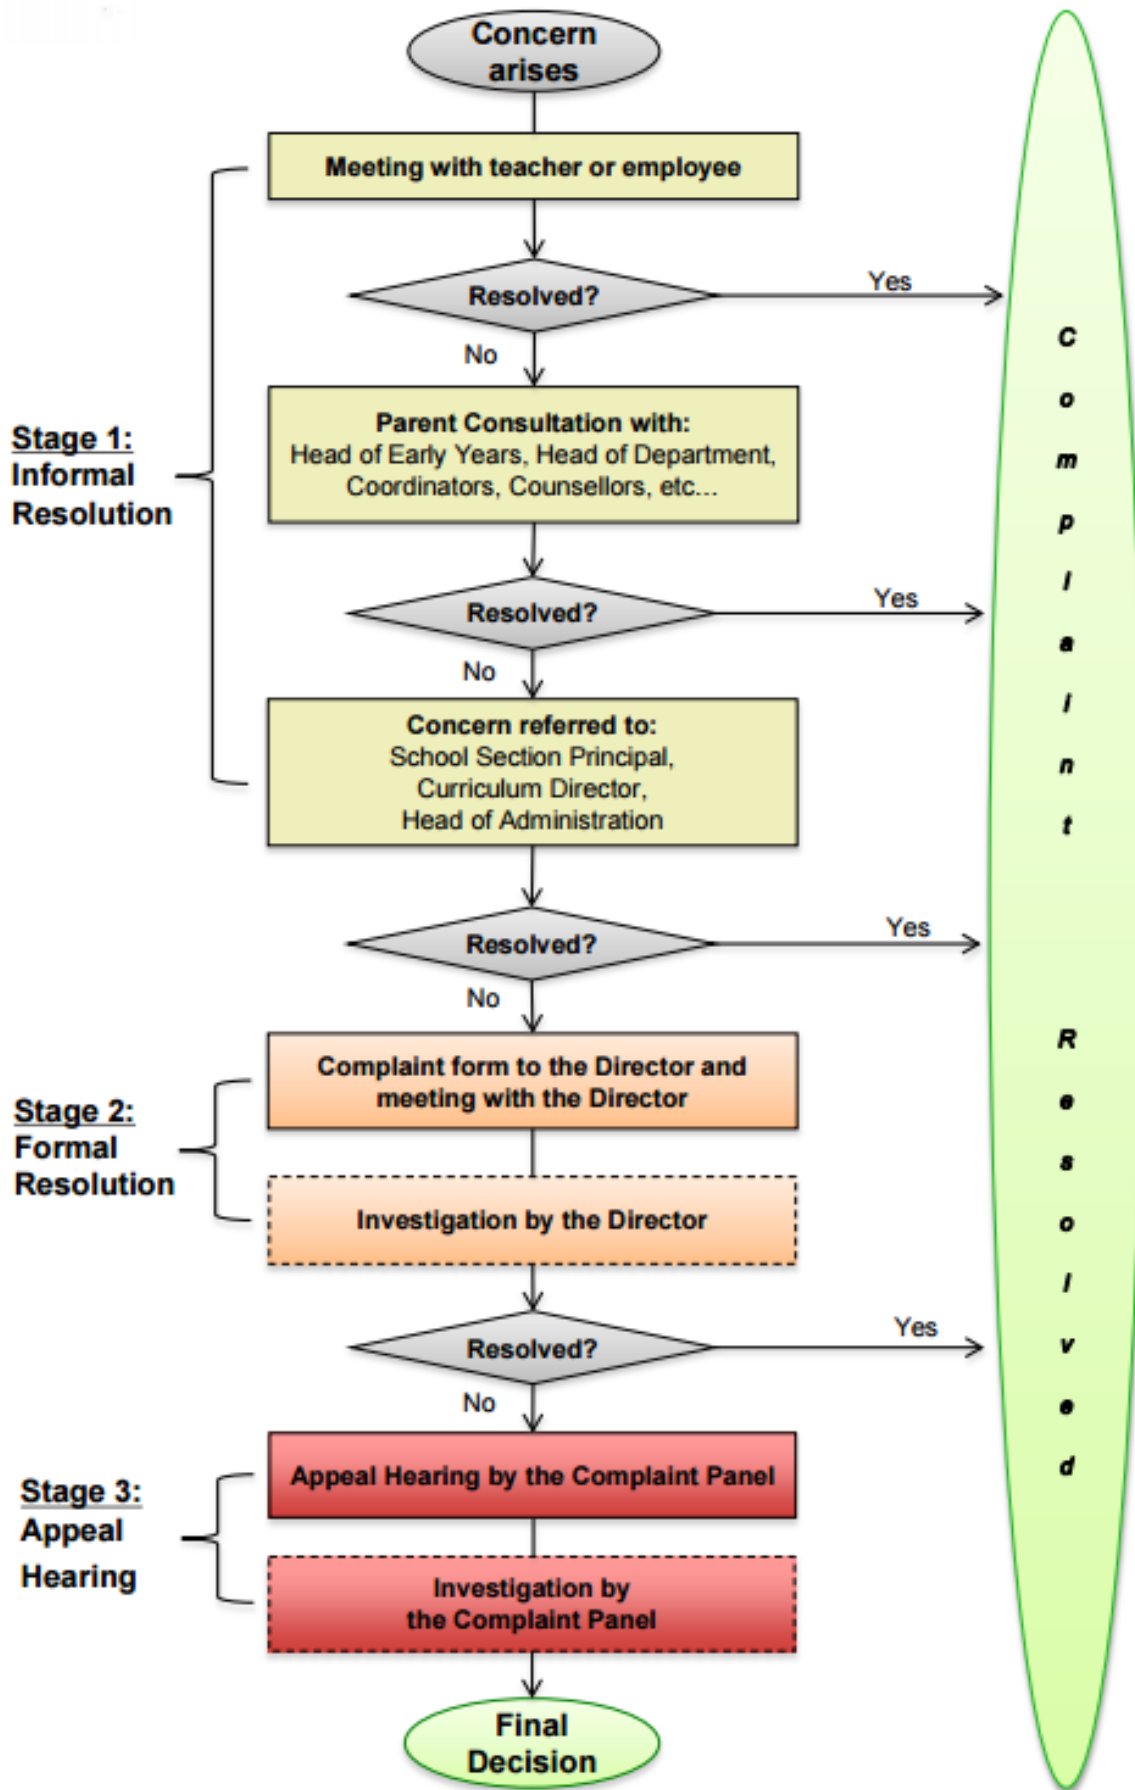 Concern
arises
Meeting with teacher or employee
Resolved?
Yes
No
Stage 1:
Informal
Resolution
Parent Consultation with:
Head of Early Years, Head of Department,
Coordinators, Counsellors, etc...
Resolved?
Yes
No
Concern referred to:
School Section Principal,
Curriculum Director,
Head of Administration
Resolved?
Yes
No
Stage 2:
Formal
Resolution
Complaint form to the Director and
meeting with the Director
Investigation by the Director
Resolved?
Yes
No
Stage 3:
Appeal
Hearing
Appeal Hearing by the Complaint Panel
Investigation by
the Complaint Panel
Final
Decision
Complaint Resolved